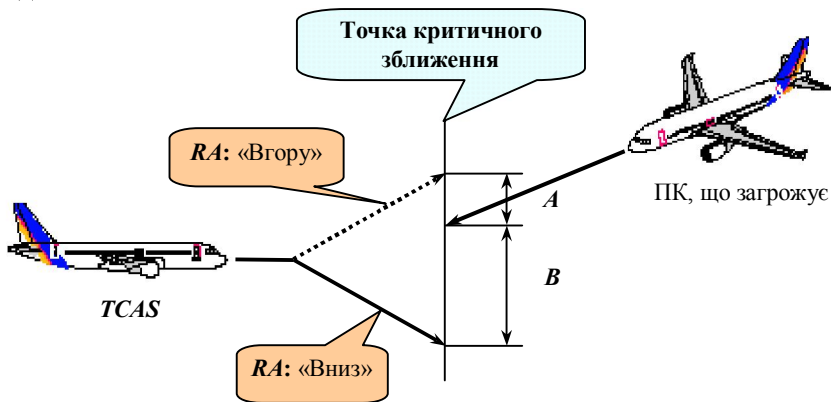 Точка критичного
зближення
RA: «Вгору»
A
ПК, що загрожує
B
TCAS
RA: «Вниз»